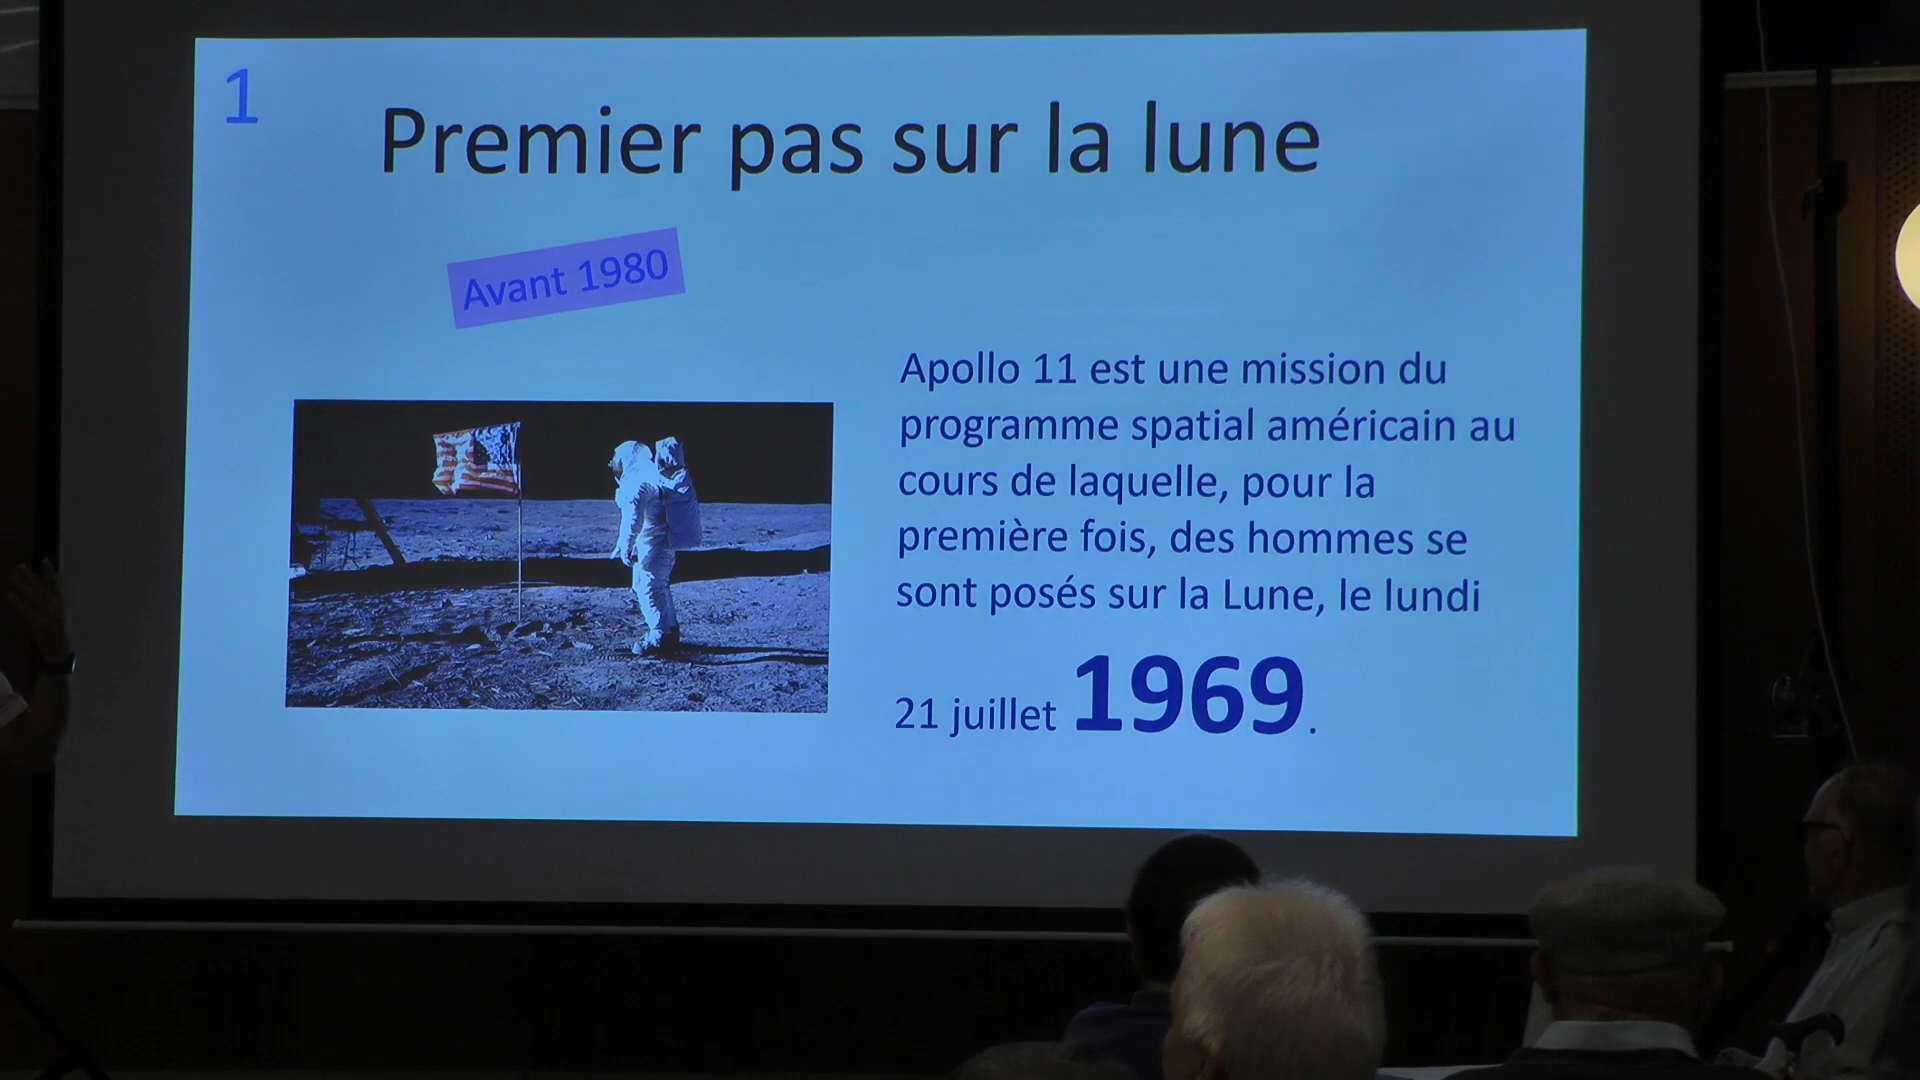 1
Premier pas sur la lune
Avant 1980
Apollo 11 est une mission du
programme spatial américain au
cours de laquelle, pour la
première fois, des hommes se
sont posés sur la Lune, le lundi
21 juillet 1969.